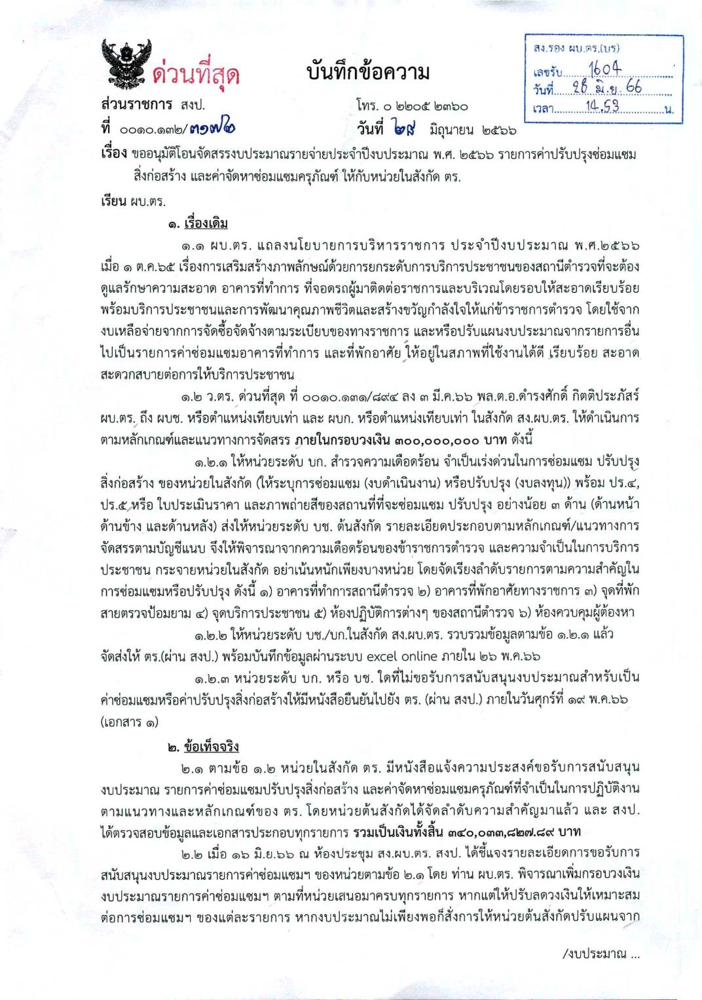 ด่วนที่สุด
บันทึกข้อความ
สง.รอง ผบ.ตร.(บร)
เลขรับ 1604
วันที่ 28 มิ.ย. 66
เวลา 14.53 น.
ส่วนราชการ สงป. โทร. ๐ ๒๒๐๕ ๒๓๖๐
ที่ ๐๐๑๐.๑๓๒/๓๑๗๒ วันที่ ๒๘ มิถุนายน ๒๕๖๖
เรื่อง ขออนุมัติโอนจัดสรรงบประมาณรายจ่ายประจำปีงบประมาณ พ.ศ. ๒๕๖๖ รายการค่าปรับปรุงซ่อมแซม
สิ่งก่อสร้าง และค่าจัดหาซ่อมแซมครุภัณฑ์ ให้กับหน่วยในสังกัด ตร.
เรียน ผบ.ตร.
๑. เรื่องเดิม
๑.๑ ผบ.ตร. แถลงนโยบายการบริหารราชการ ประจำปีงบประมาณ พ.ศ.๒๕๖๖
เมื่อ ๑ ต.ค.๖๕ เรื่องการเสริมสร้างภาพลักษณ์ด้วยการยกระดับการบริการประชาชนของสถานีตำรวจที่จะต้อง
ดูแลรักษาความสะอาด อาคารที่ทำการ ที่จอดรถผู้มาติดต่อราชการและบริเวณโดยรอบให้สะอาดเรียบร้อย
พร้อมบริการประชาชนและการพัฒนาคุณภาพชีวิตและสร้างขวัญกำลังใจให้แก่ข้าราชการตำรวจ โดยใช้จาก
งบเหลือจ่ายจากการจัดซื้อจัดจ้างตามระเบียบของทางราชการ และหรือปรับแผนงบประมาณจากรายการอื่น
ไปเป็นรายการค่าซ่อมแซมอาคารที่ทำการ และที่พักอาศัย ให้อยู่ในสภาพที่ใช้งานได้ดี เรียบร้อย สะอาด
สะดวกสบายต่อการให้บริการประชาชน
๑.๒ ว.ตร. ด่วนที่สุด ที่ ๐๐๑๐.๑๓๑/๘๙๔ ลง ๓ มี.ค.๖๖ พล.ต.อ.ดำรงศักดิ์ กิตติประภัสร์
ผบ.ตร. ถึง ผบช. หรือตำแหน่งเทียบเท่า และ ผบก. หรือตำแหน่งเทียบเท่า ในสังกัด สง.ผบ.ตร. ให้ดำเนินการ
ตามหลักเกณฑ์และแนวทางการจัดสรร ภายในกรอบวงเงิน ๓๐๐,๐๐๐,๐๐๐ บาท ดังนี้
๑.๒.๑ ให้หน่วยระดับ บก. สำรวจความเดือดร้อน จำเป็นเร่งด่วนในการซ่อมแซม ปรับปรุง
สิ่งก่อสร้าง ของหน่วยในสังกัด (ให้ระบุการซ่อมแซม (งบดำเนินงาน) หรือปรับปรุง (งบลงทุน)) พร้อม ปร.๔,
ปร.๕ หรือ ใบประเมินราคา และภาพถ่ายสีของสถานที่ที่จะซ่อมแซม ปรับปรุง อย่างน้อย ๓ ด้าน (ด้านหน้า
ด้านข้าง และด้านหลัง) ส่งให้หน่วยระดับ บช. ต้นสังกัด รายละเอียดประกอบตามหลักเกณฑ์/แนวทางการ
จัดสรรตามบัญชีแนบ จึงให้พิจารณาจากความเดือดร้อนของข้าราชการตำรวจ และความจำเป็นในการบริการ
ประชาชน กระจายหน่วยในสังกัด อย่าเน้นหนักเพียงบางหน่วย โดยจัดเรียงลำดับรายการตามความสำคัญใน
การซ่อมแซมหรือปรับปรุง ดังนี้ ๑) อาคารที่ทำการสถานีตำรวจ ๒) อาคารที่พักอาศัยทางราชการ ๓) จุดที่พัก
สายตรวจป้อมยาม ๔) จุดบริการประชาชน ๕) ห้องปฏิบัติการต่างๆ ของสถานีตำรวจ ๖) ห้องควบคุมผู้ต้องหา
๑.๒.๒ ให้หน่วยระดับ บช./บก.ในสังกัด สง.ผบ.ตร. รวบรวมข้อมูลตามข้อ ๑.๒.๑ แล้ว
จัดส่งให้ ตร.(ผ่าน สงป.) พร้อมบันทึกข้อมูลผ่านระบบ excel online ภายใน ๒๖ พ.ค.๖๖
๑.๒.๓ หน่วยระดับ บก. หรือ บช. ใดที่ไม่ขอรับการสนับสนุนงบประมาณสำหรับเป็น
ค่าซ่อมแซมหรือค่าปรับปรุงสิ่งก่อสร้างให้มีหนังสือยืนยันไปยัง ตร. (ผ่าน สงป.) ภายในวันศุกร์ที่ ๑๙ พ.ค.๖๖
(เอกสาร ๑)
๒. ข้อเท็จจริง
๒.๑ ตามข้อ ๑.๒ หน่วยในสังกัด ตร. มีหนังสือแจ้งความประสงค์ขอรับการสนับสนุน
งบประมาณ รายการค่าซ่อมแซมปรับปรุงสิ่งก่อสร้าง และค่าจัดหาซ่อมแซมครุภัณฑ์ที่จำเป็นในการปฏิบัติงาน
ตามแนวทางและหลักเกณฑ์ของ ตร. โดยหน่วยต้นสังกัดได้จัดลำดับความสำคัญมาแล้ว และ สงป.
ได้ตรวจสอบข้อมูลและเอกสารประกอบทุกรายการ รวมเป็นเงินทั้งสิ้น ๓๔๐,๐๓๓,๘๒๗.๘๙ บาท
๒.๒ เมื่อ ๑๖ มิ.ย.๖๖ ณ ห้องประชุม สง.ผบ.ตร. สงป. ได้ชี้แจงรายละเอียดการขอรับการ
สนับสนุนงบประมาณรายการค่าซ่อมแซมฯ ของหน่วยตามข้อ ๒.๑ โดย ท่าน ผบ.ตร. พิจารณาเพิ่มกรอบวงเงิน
งบประมาณรายการค่าซ่อมแซมฯ ตามที่หน่วยเสนอมาครบทุกรายการ หากแต่ให้ปรับลดวงเงินให้เหมาะสม
ต่อการซ่อมแซมฯ ของแต่ละรายการ หากงบประมาณไม่เพียงพอก็สั่งการให้หน่วยต้นสังกัดปรับแผนจาก
/งบประมาณ ...